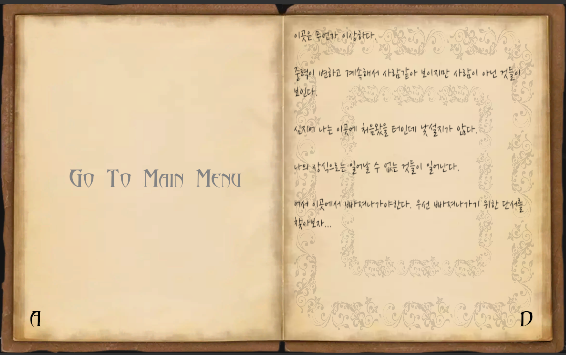 Go To Main Menu
A
이곳은 무언가 이상하다.
중력이 변하고 계속해서 사람같아 보이지만 사람이 아닌 것들이
보인다.
심지어 나는 이곳에 처음왔을 터인데 낯설지가 않다.
나의 상식으로는 일어날 수 없는 것들이 일어난다.
어서 이곳에서 빠져나가야한다. 우선 빠져나가기 위한 단서를
찾아보자...
D